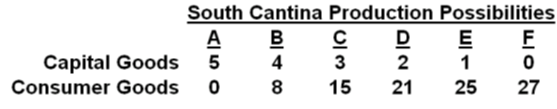 South Cantina Production Possibilities
A B C D E F
Capital Goods 5 4 3 2 1 0
Consumer Goods 0 8 15 21 25 27